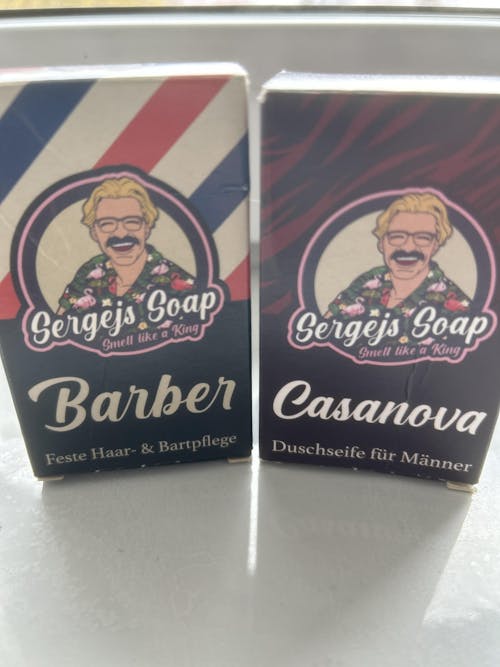 Sergejs Soap
Smell like a King
Barber
Feste Haar- & Bartpflege
Sergejs Soap
Smell like a King
Casanova
Duschseife für Männer